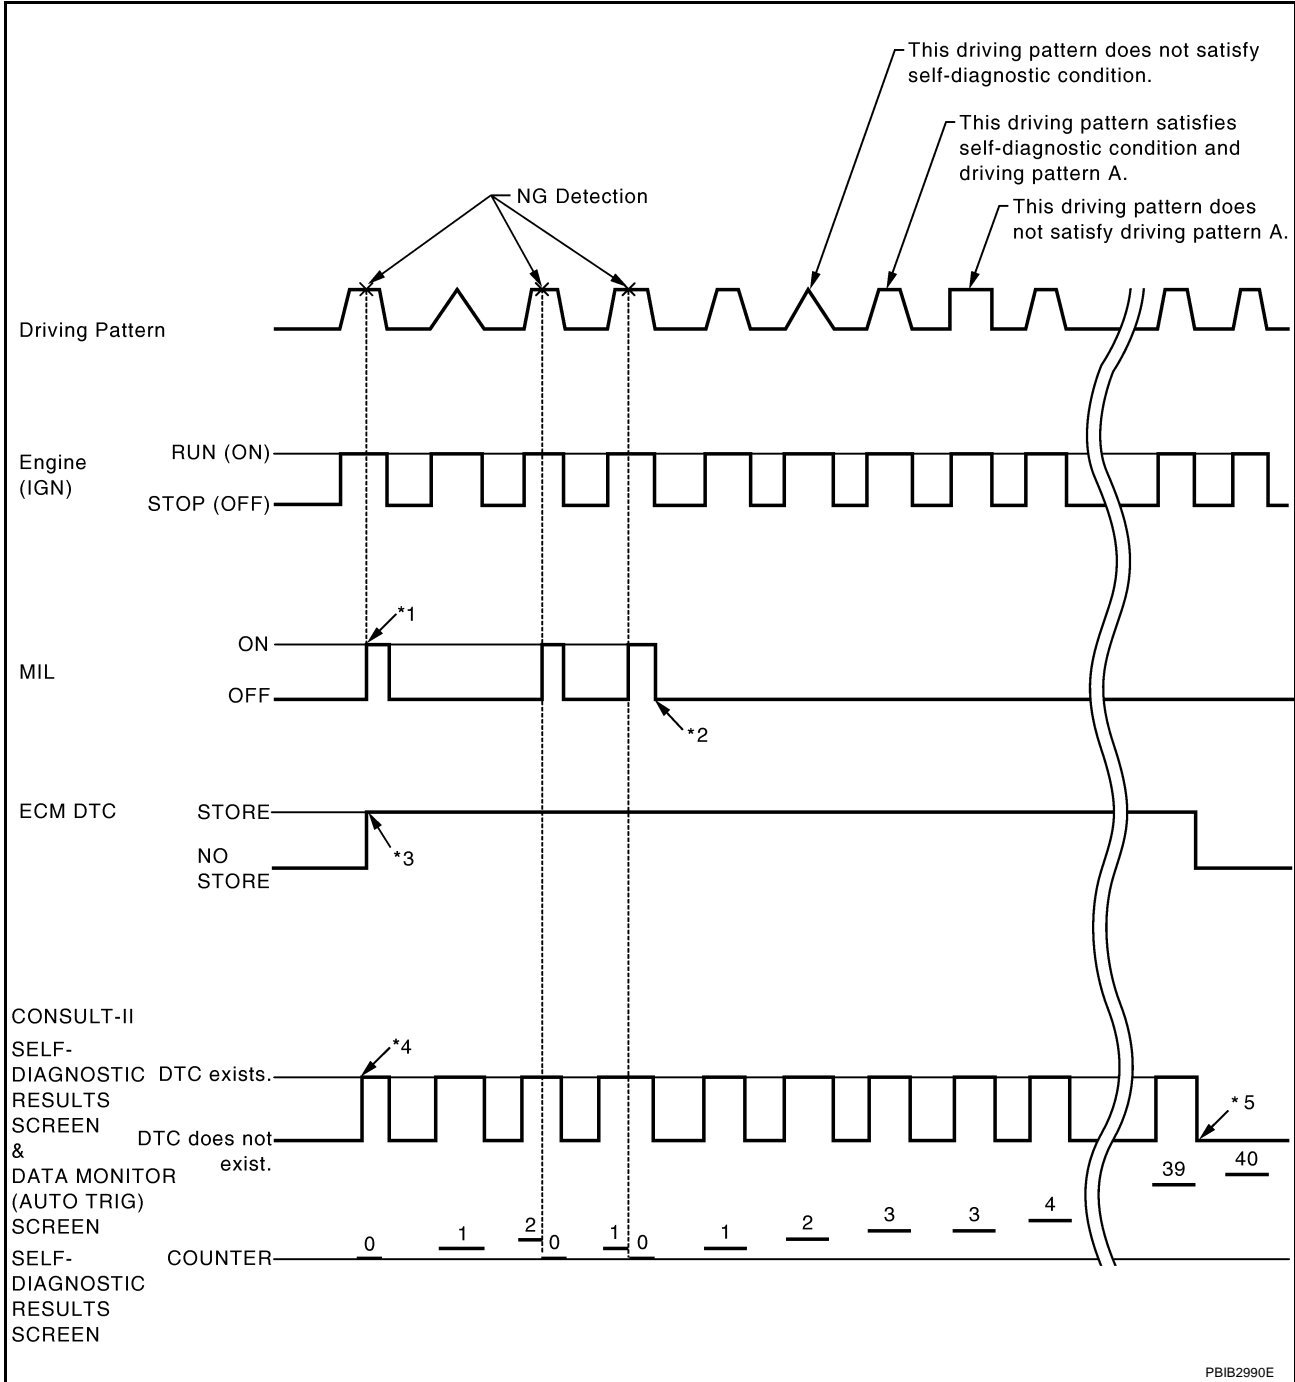 This driving pattern does not satisfy
self-diagnostic condition.
This driving pattern satisfies
self-diagnostic condition and
driving pattern A.
NG Detection
This driving pattern does
not satisfy driving pattern A.
Driving Pattern
Engine
(IGN)
RUN (ON)
STOP (OFF)
*1
MIL
ON
OFF
*2
ECM DTC
STORE
NO
STORE
*3
CONSULT-II
SELF-
DIAGNOSTIC
RESULTS
SCREEN
&
DATA MONITOR
(AUTO TRIG)
SCREEN
DTC exists.
DTC does not
exist.
*4
*5
SELF-
DIAGNOSTIC
RESULTS
SCREEN
COUNTER
0 1 2 0 1 0 1 2 3 3 4 39 40
PBIB2990E